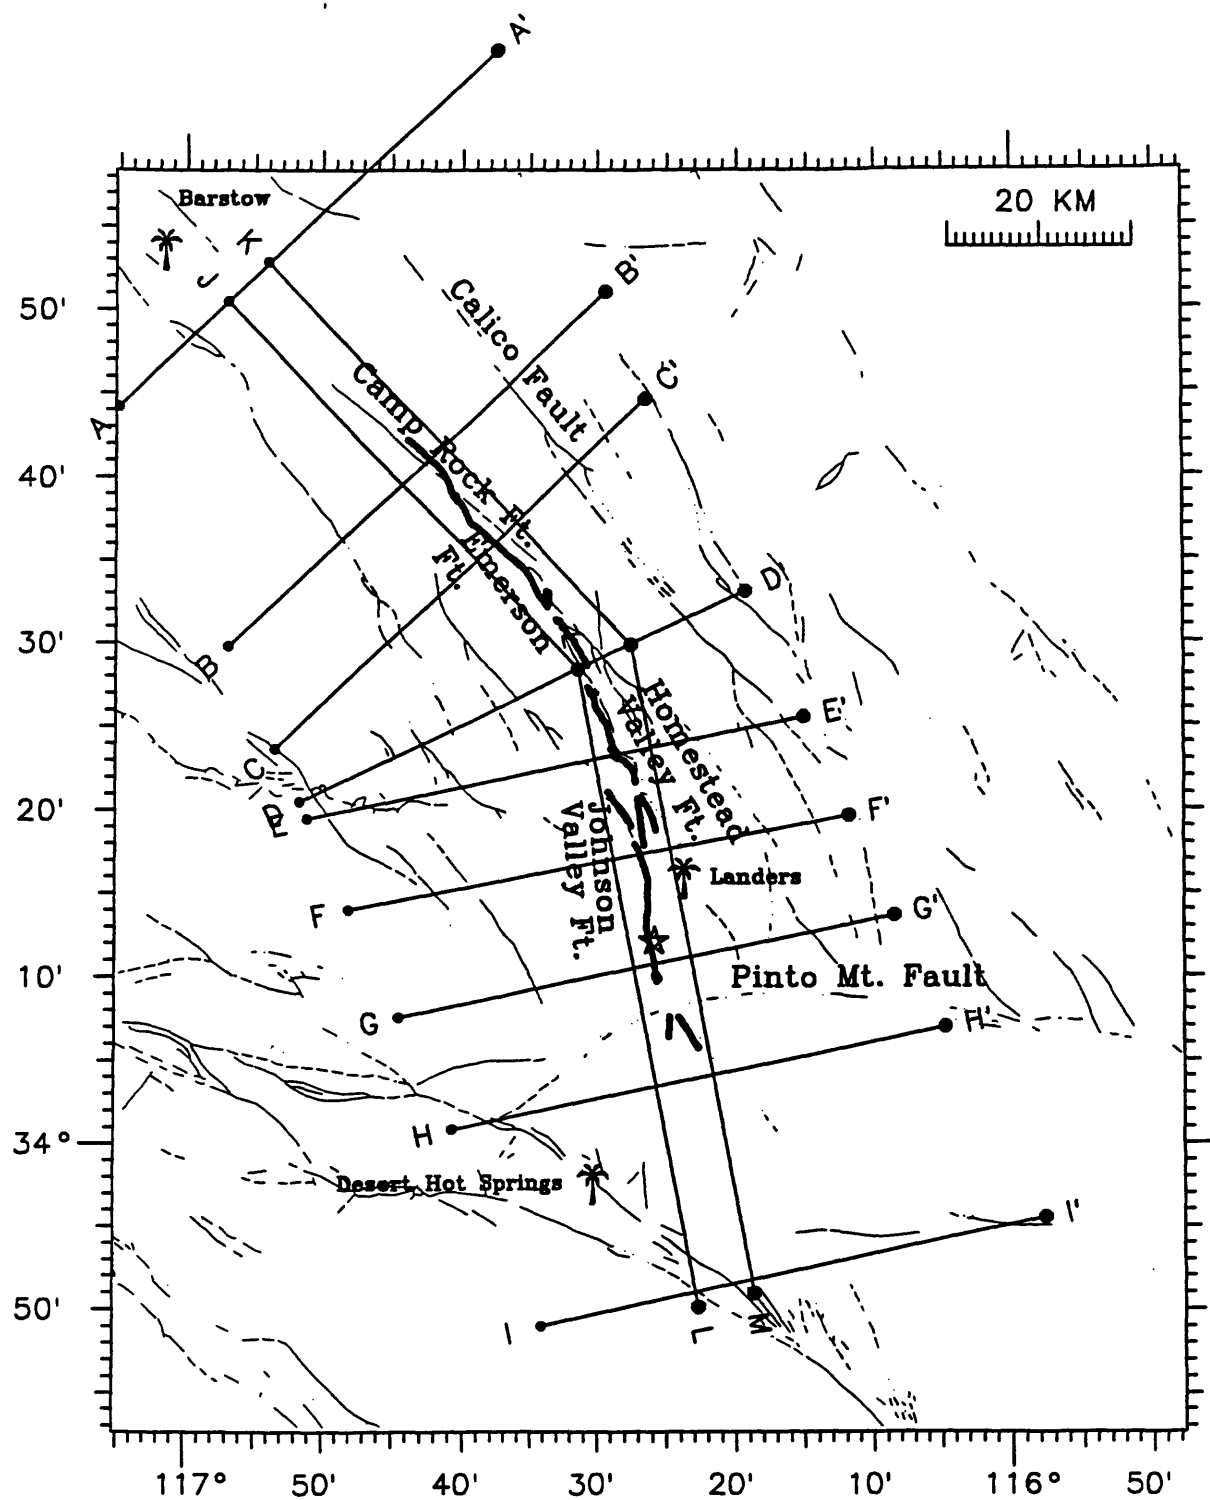 A'
Barstow
20 KM
K
J
B'
50'
Calico Fault
C'
Camp Rock Ft.
A
40'
Emerson
Ft.
D'
30'
B
Homestead
Valley Ft.
E'
C
D
E
20'
F'
Johnson
Valley Ft.
Landers
F
G'
10'
Pinto Mt. Fault
G
H'
H
34°
Desert Hot Springs
I'
50'
I
L
M
117° 50' 40' 30' 20' 10' 116° 50'